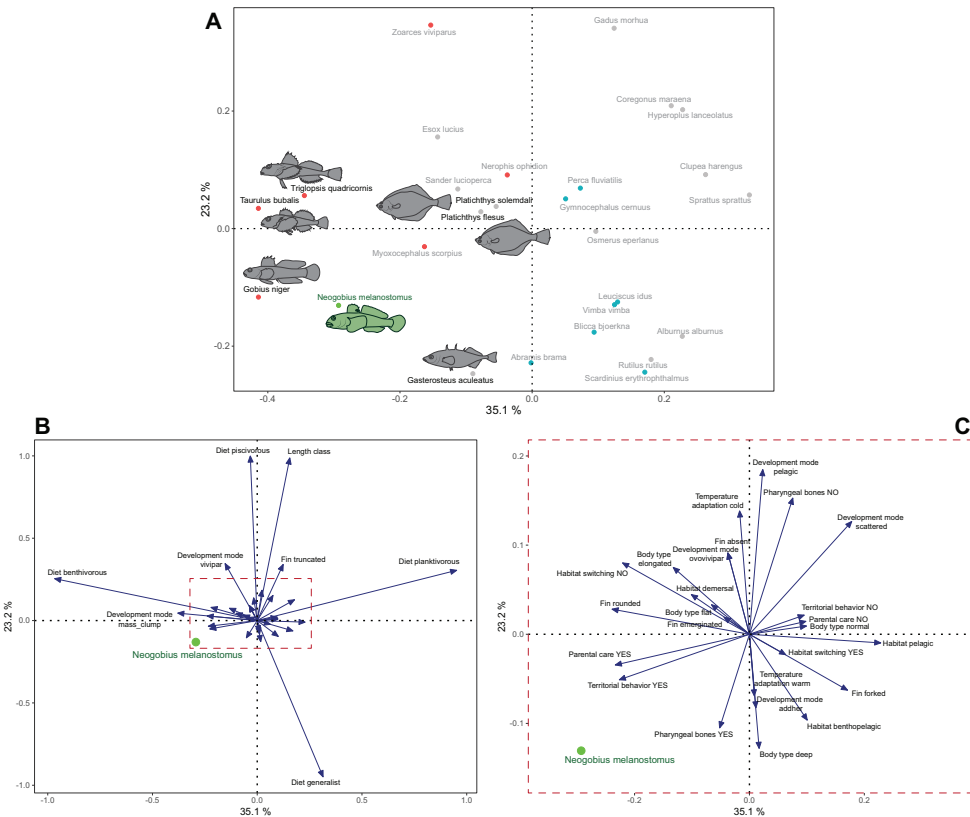 A
Zoarces viviparus
Gadus morhua
Coregonus maraena
Hyperoplus lanceolatus
Esox lucius
Nerophis ophidion
Clupea harengus
Sander lucioperca
Perca fluviatilis
Triglopsis quadricornis
Taurulus bubalis
Platichthys solemdali
Platichthys flesus
Gymnocephalus cernuus
Sprattus sprattus
Osmerus eperlanus
Myoxocephalus scorpius
Gobius niger
Neogobius melanostomus
Leuciscus idus
Vimba vimba
Blicca bjoerkna
Alburnus alburnus
Abramis brama
Rutilus rutilus
Gasterosteus aculeatus
Scardinius erythrophthalmus
0.2
0.0
-0.2
23.2 %
-0.4
-0.2
0.0
0.2
35.1 %
B
Diet piscivorous
Length class
Development mode
vivipar
Fin truncated
Diet planktivorous
Diet benthivorous
Development mode
mass_clump
Neogobius melanostomus
Diet generalist
1.0
0.5
0.0
-0.5
-1.0
23.2 %
-1.0
-0.5
0.0
0.5
1.0
35.1 %
C
Development mode
pelagic
Pharyngeal bones NO
Temperature
adaptation cold
Development mode
scattered
Fin absent
Development mode
ovovivipar
Body type
elongated
Habitat switching NO
Habitat demersal
Fin rounded
Body type flat
Fin emerginated
Territorial behavior NO
Parental care NO
Body type normal
Habitat pelagic
Habitat switching YES
Parental care YES
Territorial behavior YES
Temperature
adaptation warm
Development mode
addher
Fin forked
Habitat benthopelagic
Pharyngeal bones YES
Body type deep
Neogobius melanostomus
0.2
0.1
0.0
-0.1
23.2 %
-0.2
0.0
0.2
35.1 %